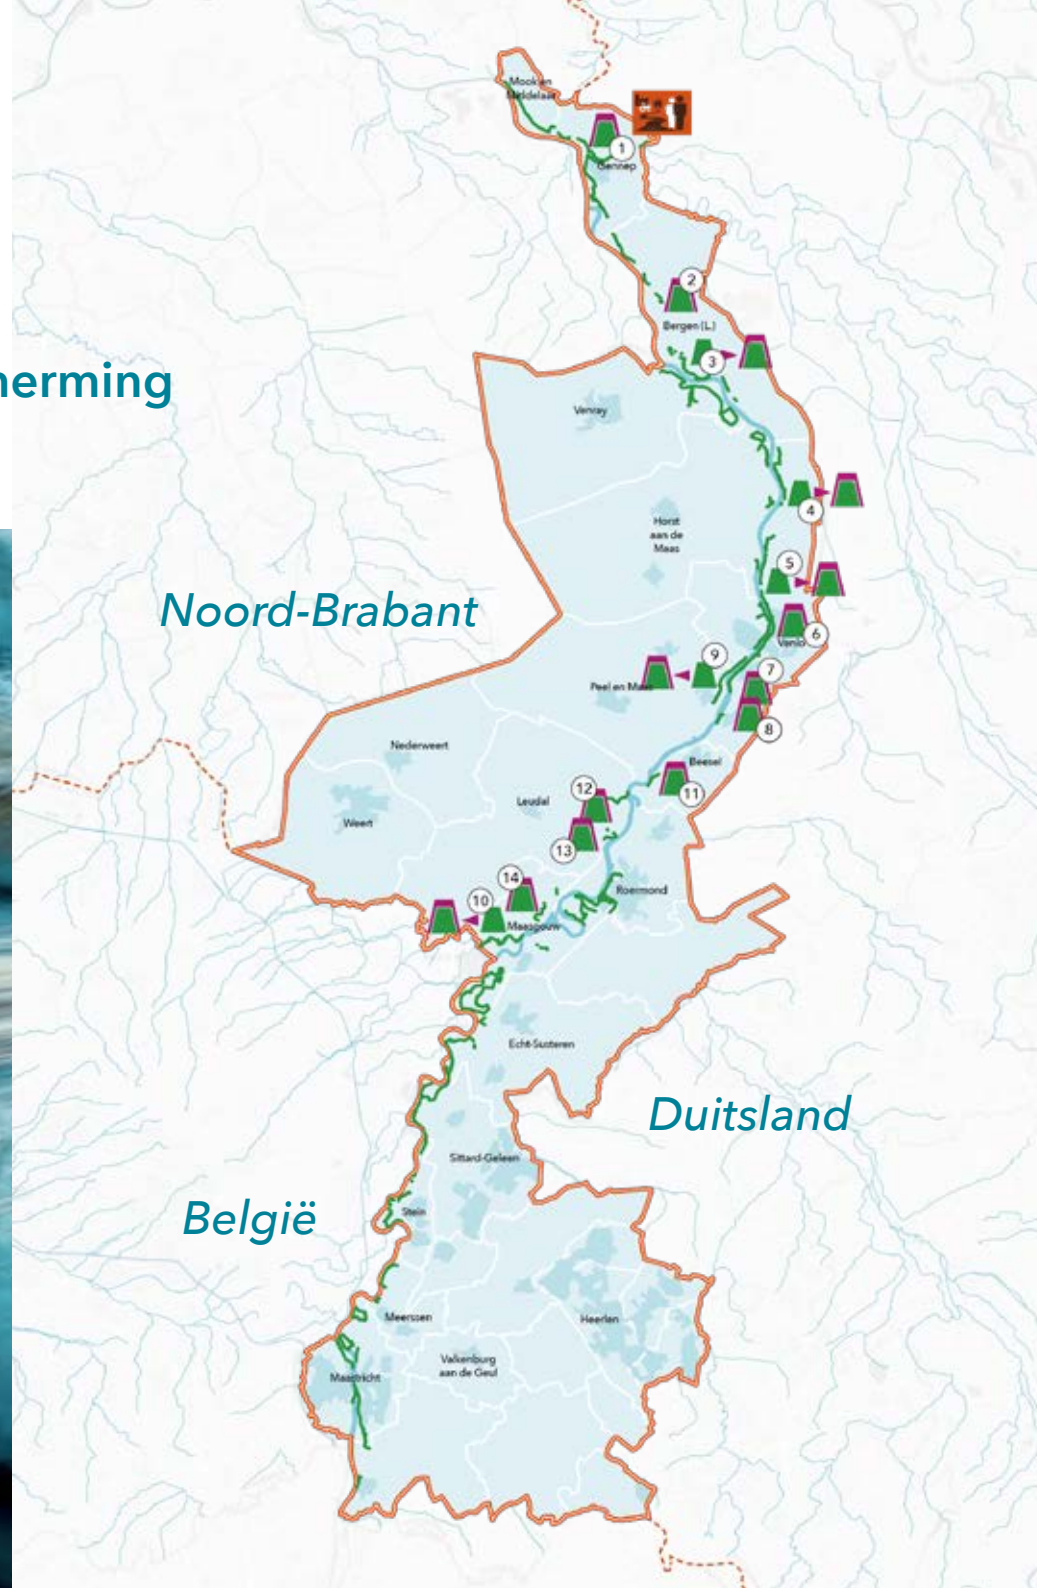 Mook en
Middelaar
1
Gennep
2
Bergen (L.)
3
herming
Venray
4
Horst
aan de
Maas
5
Noord-Brabant
6
Venlo
9
7
Peel en Maas
8
Nederweert
Beesel
12
11
Leudal
Weert
13
14
Roermond
10
Maasgouw
Echt-Susteren
Duitsland
Sittard-Geleen
België
Stein
Meerssen
Heerlen
Valkenburg
aan de Geul
Maastricht